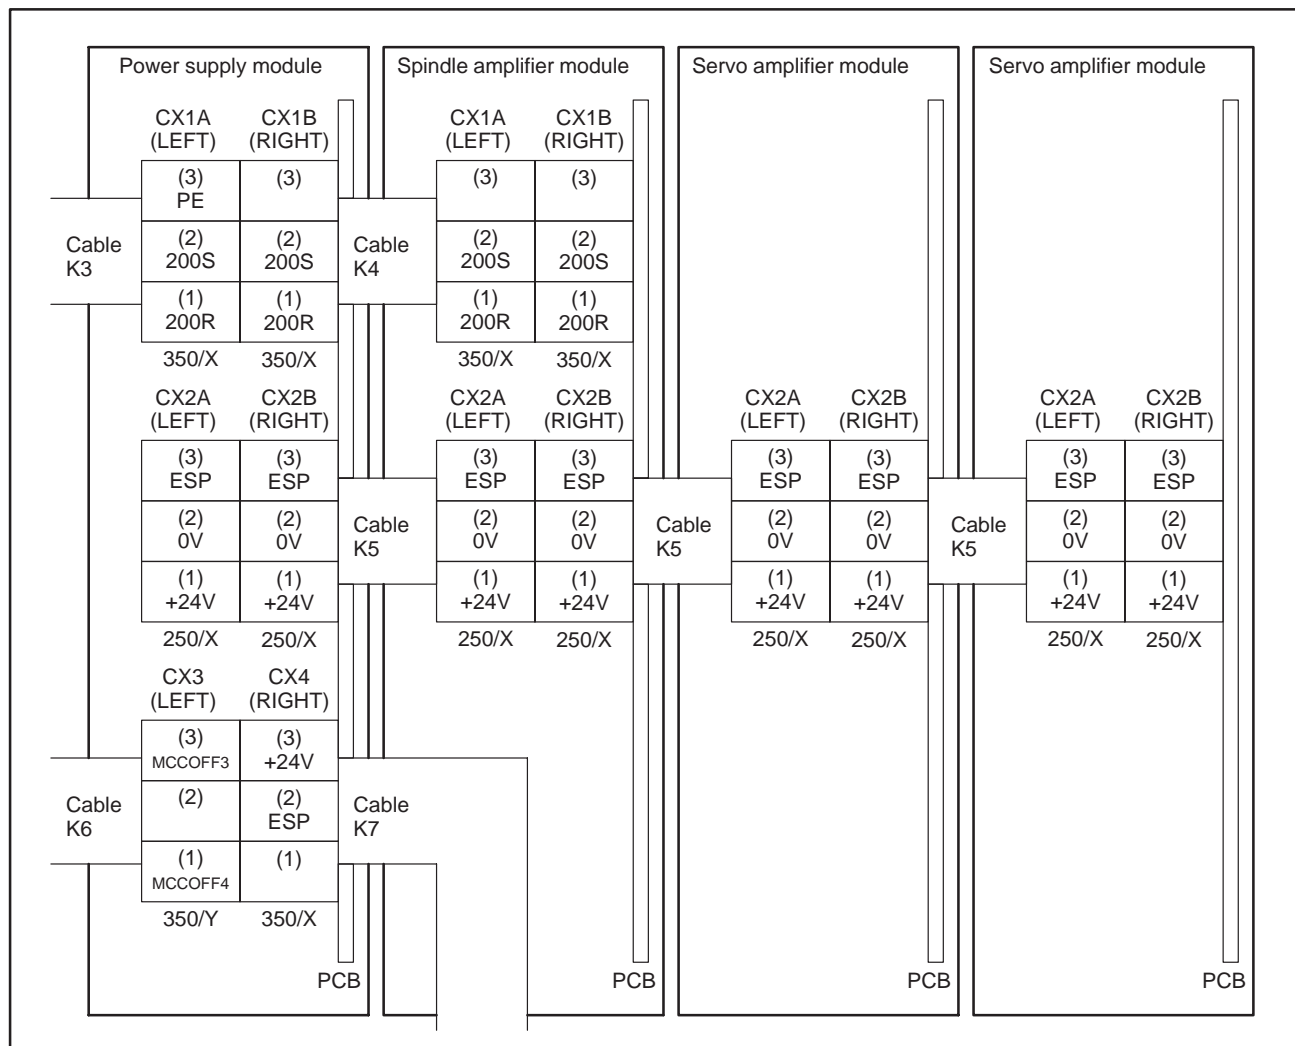 Power supply module
Spindle amplifier module
Servo amplifier module
Servo amplifier module
CX1A
(LEFT)
CX1B
(RIGHT)
CX1A
(LEFT)
CX1B
(RIGHT)
(3)
PE
(3)
(3)
(3)
Cable
K3
(2)
200S
(2)
200S
Cable
K4
(2)
200S
(2)
200S
(1)
200R
(1)
200R
(1)
200R
(1)
200R
350/X
350/X
350/X
350/X
CX2A
(LEFT)
CX2B
(RIGHT)
CX2A
(LEFT)
CX2B
(RIGHT)
CX2A
(LEFT)
CX2B
(RIGHT)
CX2A
(LEFT)
CX2B
(RIGHT)
(3)
ESP
(3)
ESP
(3)
ESP
(3)
ESP
(3)
ESP
(3)
ESP
(3)
ESP
(3)
ESP
(2)
0V
(2)
0V
Cable
K5
(2)
0V
(2)
0V
Cable
K5
(2)
0V
(2)
0V
Cable
K5
(2)
0V
(2)
0V
(1)
+24V
(1)
+24V
(1)
+24V
(1)
+24V
(1)
+24V
(1)
+24V
(1)
+24V
(1)
+24V
250/X
250/X
250/X
250/X
250/X
250/X
250/X
250/X
CX3
(LEFT)
CX4
(RIGHT)
(3)
MCCOFF3
(3)
+24V
Cable
K6
(2)
(2)
ESP
Cable
K7
(1)
MCCOFF4
(1)
350/Y
350/X
PCB
PCB
PCB
PCB